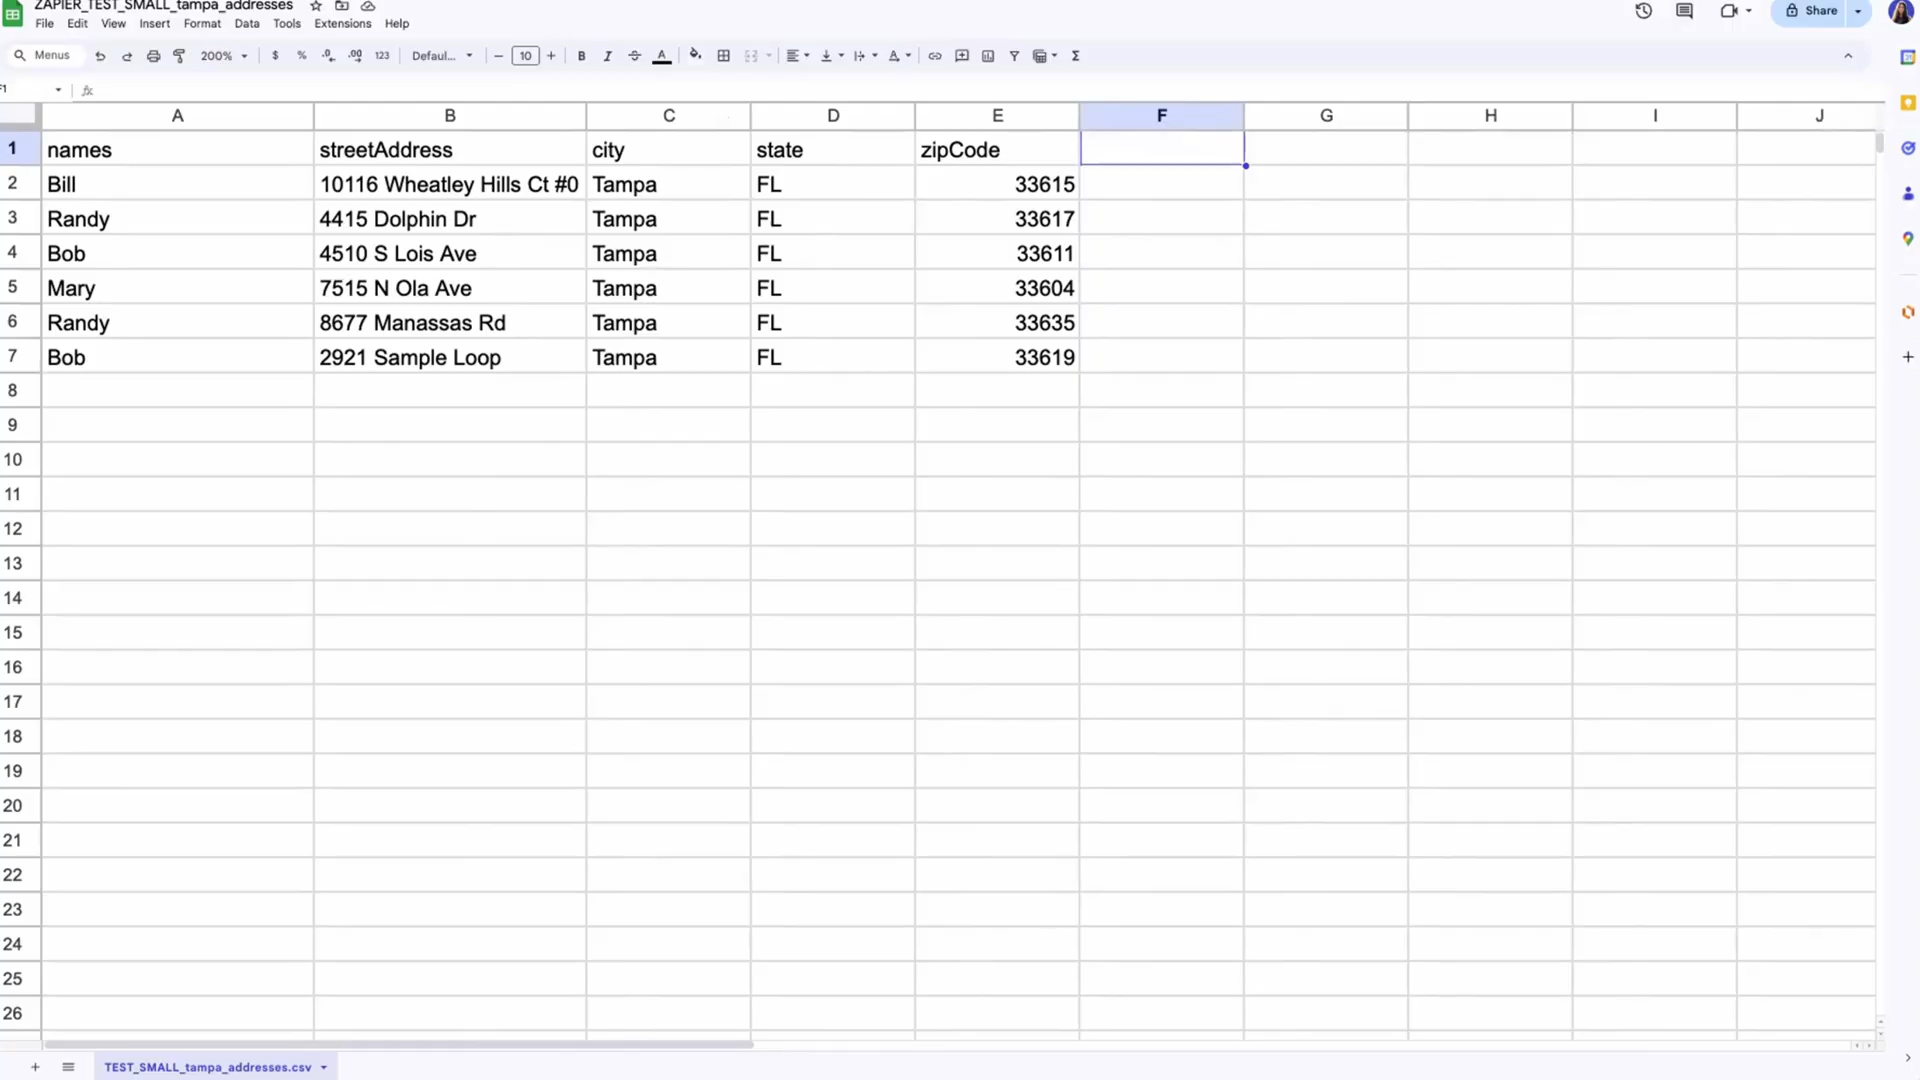 ZAPIER_TEST_SMALL_tampa_addresses
File Edit View Insert Format Data Tools Extensions Help
Share
Menus 200% $ % .0 .00 123 Defaul... 10 B I A Σ
fx
A B C D E F G H I J
1 names streetAddress city state zipCode
2 Bill 10116 Wheatley Hills Ct #0 Tampa FL 33615
3 Randy 4415 Dolphin Dr Tampa FL 33617
4 Bob 4510 S Lois Ave Tampa FL 33611
5 Mary 7515 N Ola Ave Tampa FL 33604
6 Randy 8677 Manassas Rd Tampa FL 33635
7 Bob 2921 Sample Loop Tampa FL 33619
8
9
10
11
12
13
14
15
16
17
18
19
20
21
22
23
24
25
26
TEST_SMALL_tampa_addresses.csv